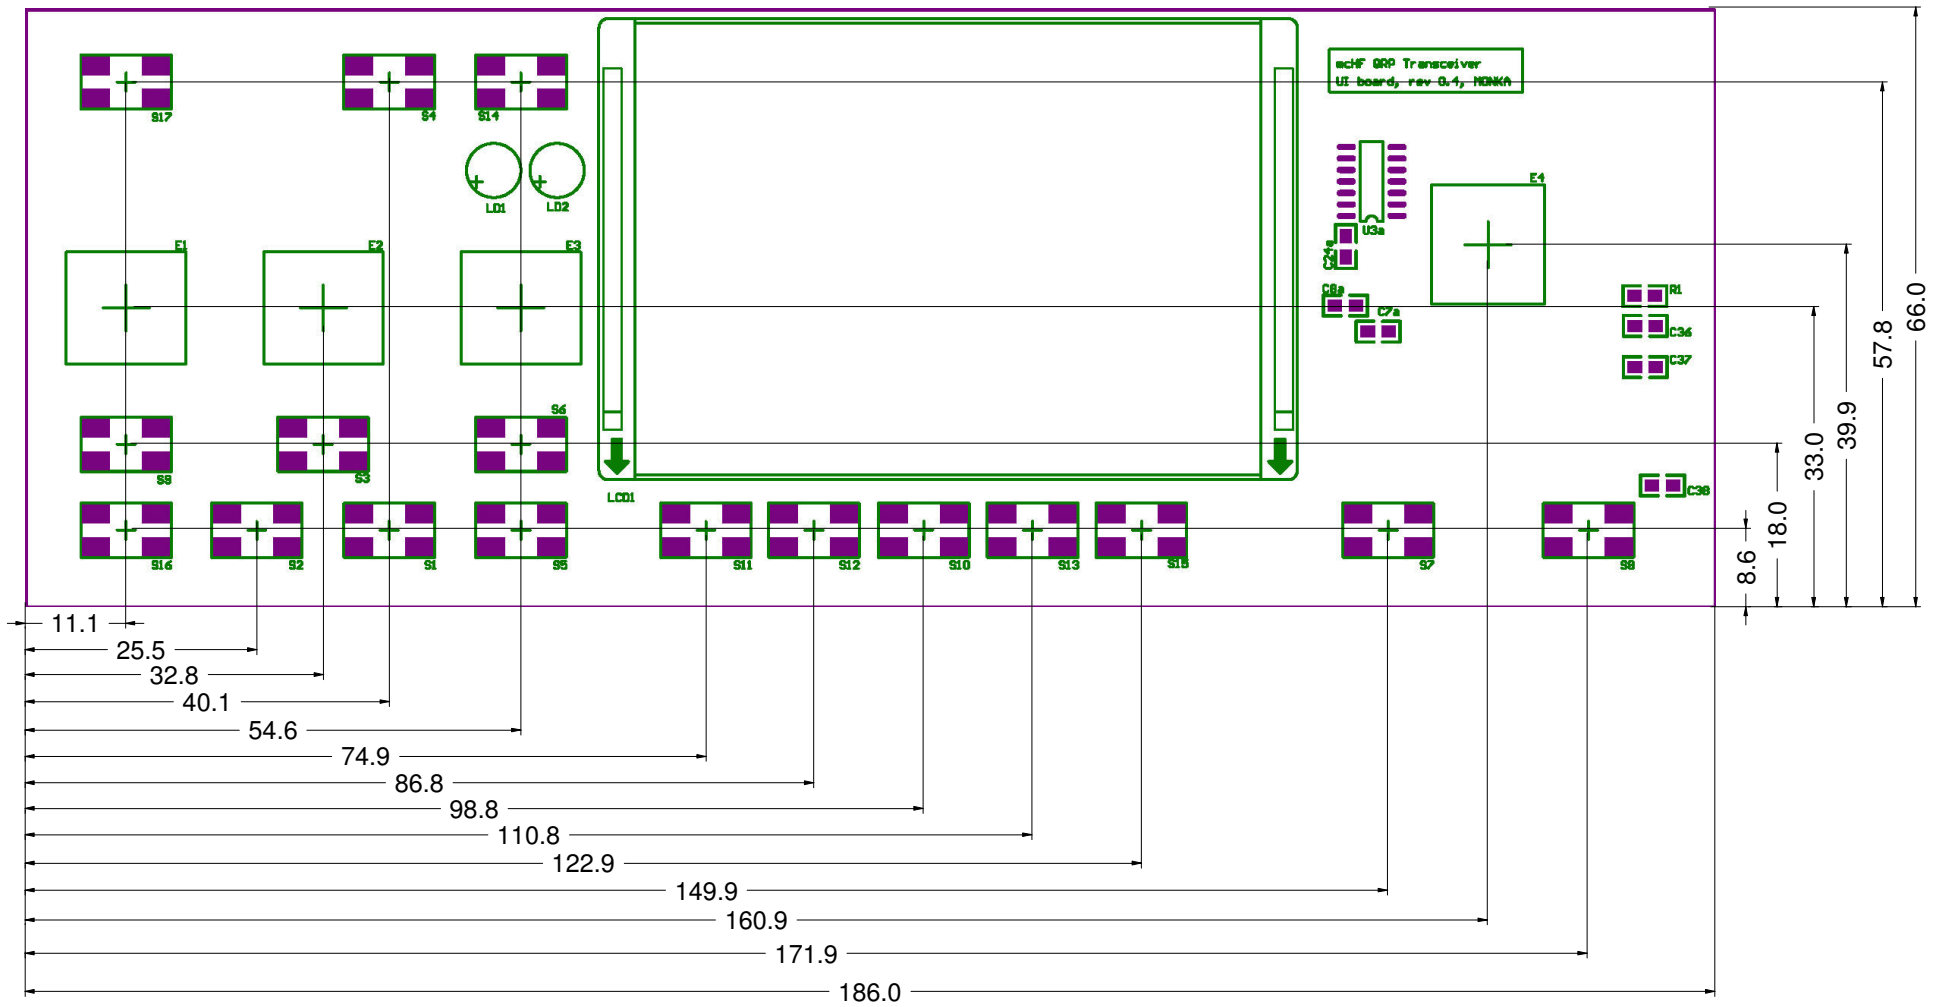 mcHF QRP Transceiver
UI board, rev 0.4, M0NKA
S17
S4
S14
LD1
LD2
E1
E2
E3
E4
U3a
C24a
C8a
C7a
R1
C36
C37
C38
S9
S3
S6
LCD1
S16
S2
S1
S5
S11
S12
S10
S13
S15
S7
S8
66.0
57.8
39.9
33.0
18.0
8.6
11.1
25.5
32.8
40.1
54.6
74.9
86.8
98.8
110.8
122.9
149.9
160.9
171.9
186.0